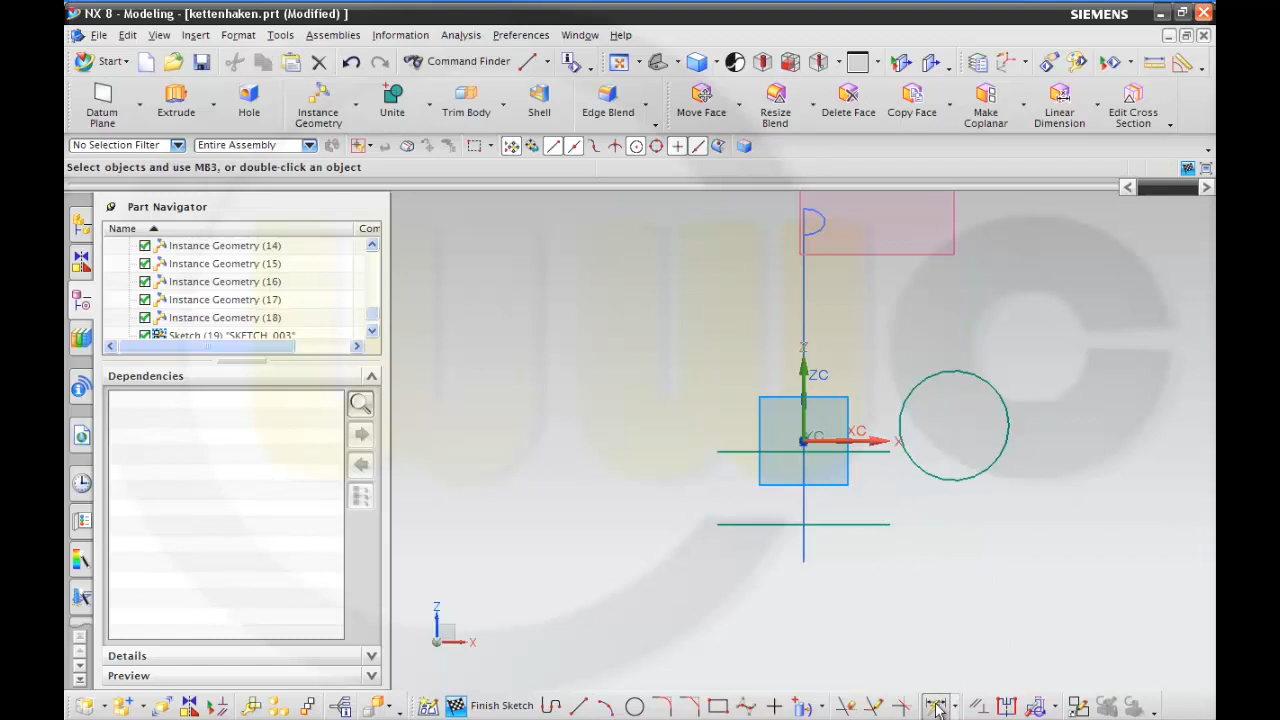 NX 8 - Modeling - [kettenhaken.prt (Modified) ]
SIEMENS
File Edit View Insert Format Tools Assemblies Information Analysis Preferences Window Help
Start Command Finder
Datum Plane Extrude Hole Instance Geometry Unite Trim Body Shell Edge Blend Move Face Resize Blend Delete Face Copy Face Make Coplanar Linear Dimension Edit Cross Section
No Selection Filter Entire Assembly
Select objects and use MB3, or double-click an object
Part Navigator
Name Com
Instance Geometry (14)
Instance Geometry (15)
Instance Geometry (16)
Instance Geometry (17)
Instance Geometry (18)
Sketch (19) "SKETCH_003"
Dependencies
Details
Preview
Z
ZC
XC
X
YC
Z
X
Finish Sketch